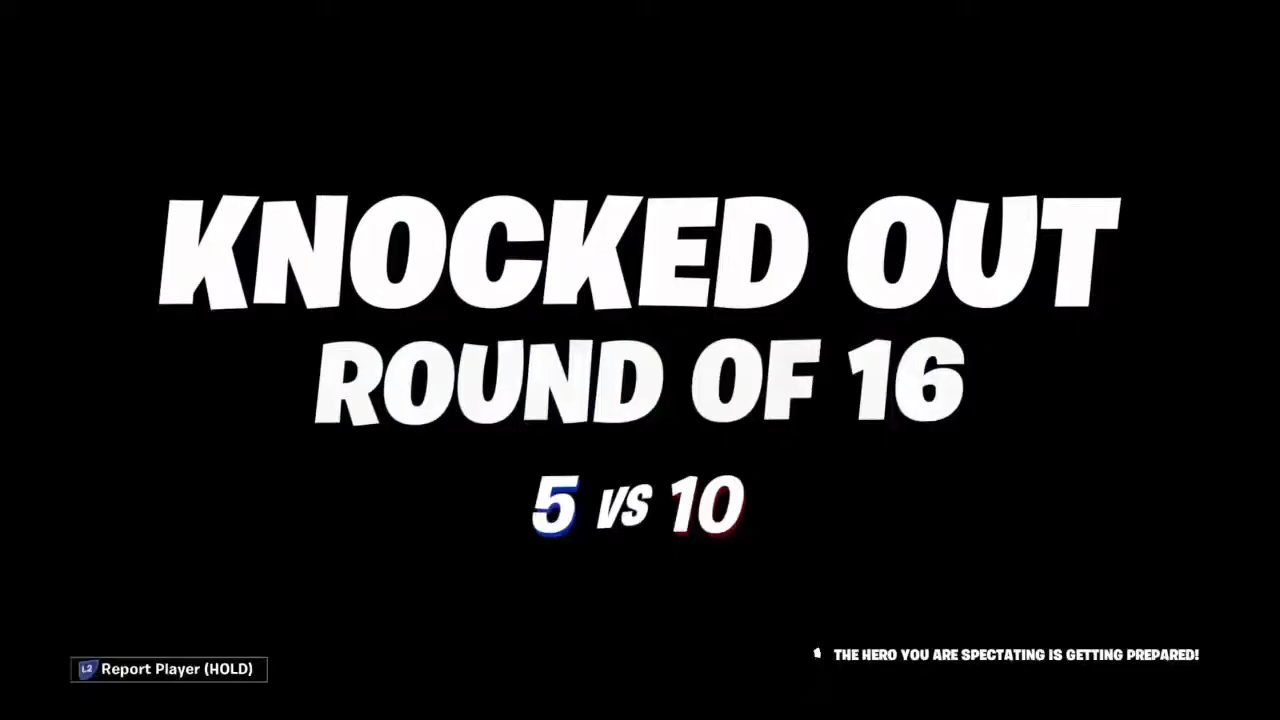 KNOCKED OUT
ROUND OF 16
5 VS 10
L2 Report Player (HOLD)
THE HERO YOU ARE SPECTATING IS GETTING PREPARED!